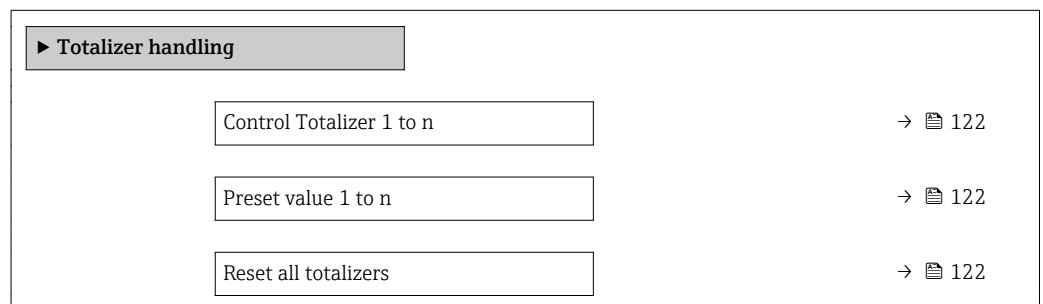 ▶ Totalizer handling
Control Totalizer 1 to n → 122
Preset value 1 to n → 122
Reset all totalizers → 122